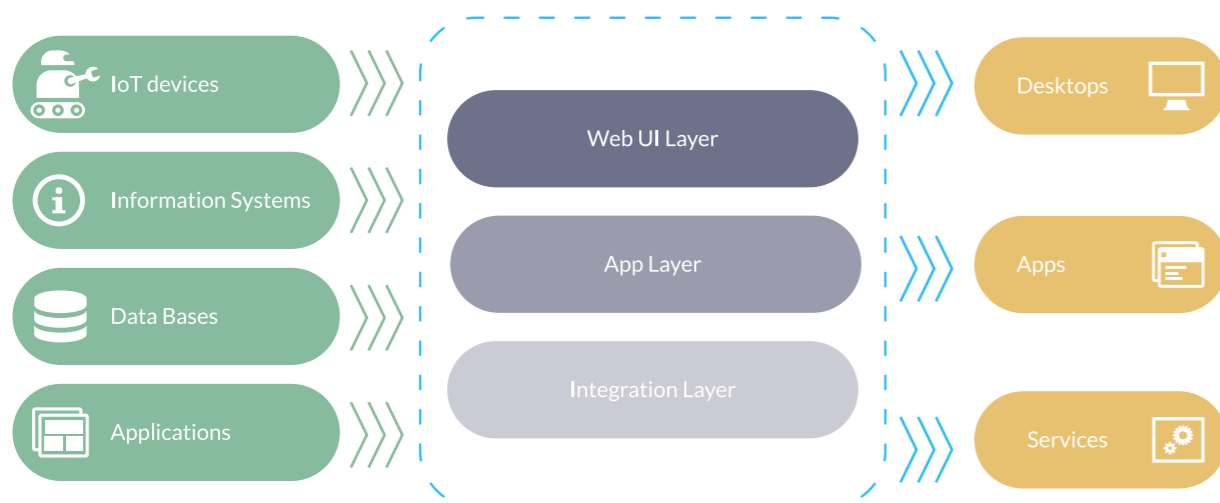 IoT devices
Information Systems
Data Bases
Applications
Web UI Layer
App Layer
Integration Layer
Desktops
Apps
Services